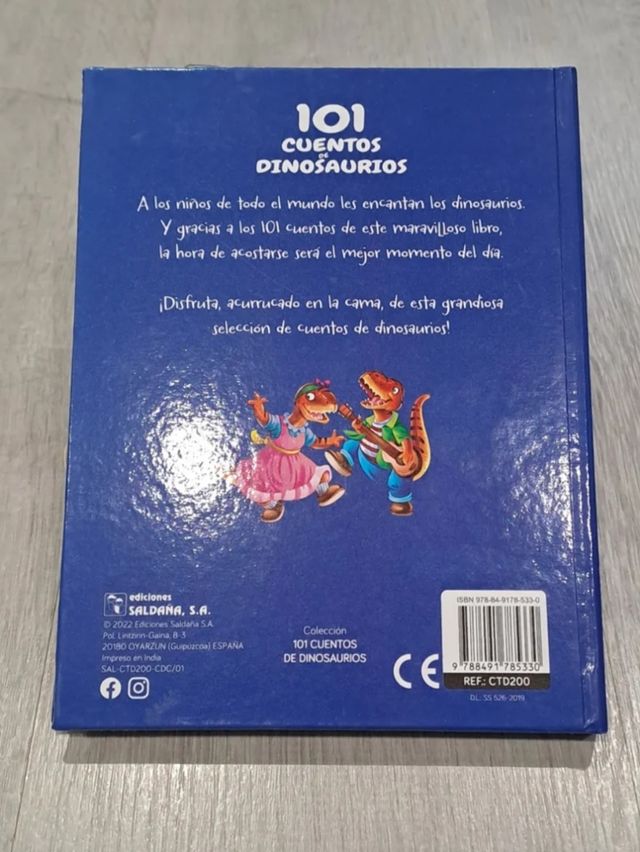 101
CUENTOS
DE
DINOSAURIOS
A los niños de todo el mundo les encantan los dinosaurios.
Y gracias a los 101 cuentos de este maravilloso libro,
la hora de acostarse será el mejor momento del día.
¡Disfruta, acurrucado en la cama, de esta grandiosa
selección de cuentos de dinosaurios!
ediciones
SALDAÑA, S.A.
© 2022 Ediciones Saldaña S.A.
Pol. Lintzirin-Gaina, B-3
20180 OYARZUN (Guipúzcoa) ESPAÑA
Impreso en India
SAL-CTD200-CDC/01
Colección
101 CUENTOS
DE DINOSAURIOS
CE
ISBN 978-84-9178-533-0
9 788491 785330
REF.: CTD200
D.L. SS 526-2019